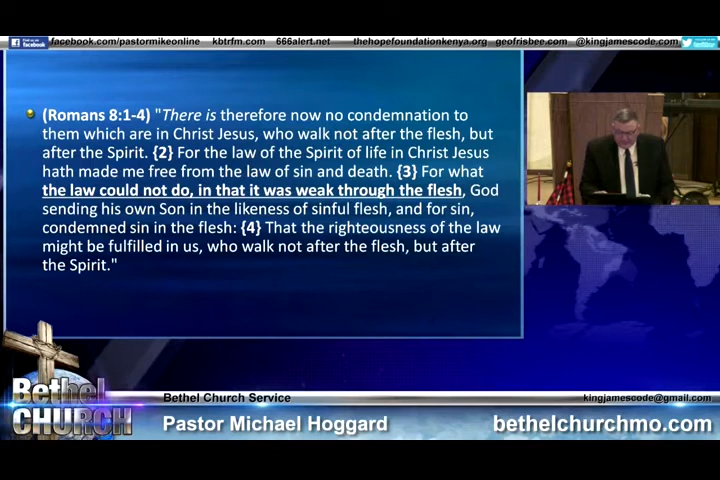 Find us on
facebook
facebook.com/pastormikeonline kbtrfm.com 666alert.net thehopefoundationkenya.org geofrisbee.com @kingjamescode.com
twitter
(Romans 8:1-4) "There is therefore now no condemnation to
them which are in Christ Jesus, who walk not after the flesh, but
after the Spirit. {2} For the law of the Spirit of life in Christ Jesus
hath made me free from the law of sin and death. {3} For what
the law could not do, in that it was weak through the flesh, God
sending his own Son in the likeness of sinful flesh, and for sin,
condemned sin in the flesh: {4} That the righteousness of the law
might be fulfilled in us, who walk not after the flesh, but after
the Spirit."
Bethel
CHURCH
Bethel Church Service kingjamescode@gmail.com
Pastor Michael Hoggard bethelchurchmo.com